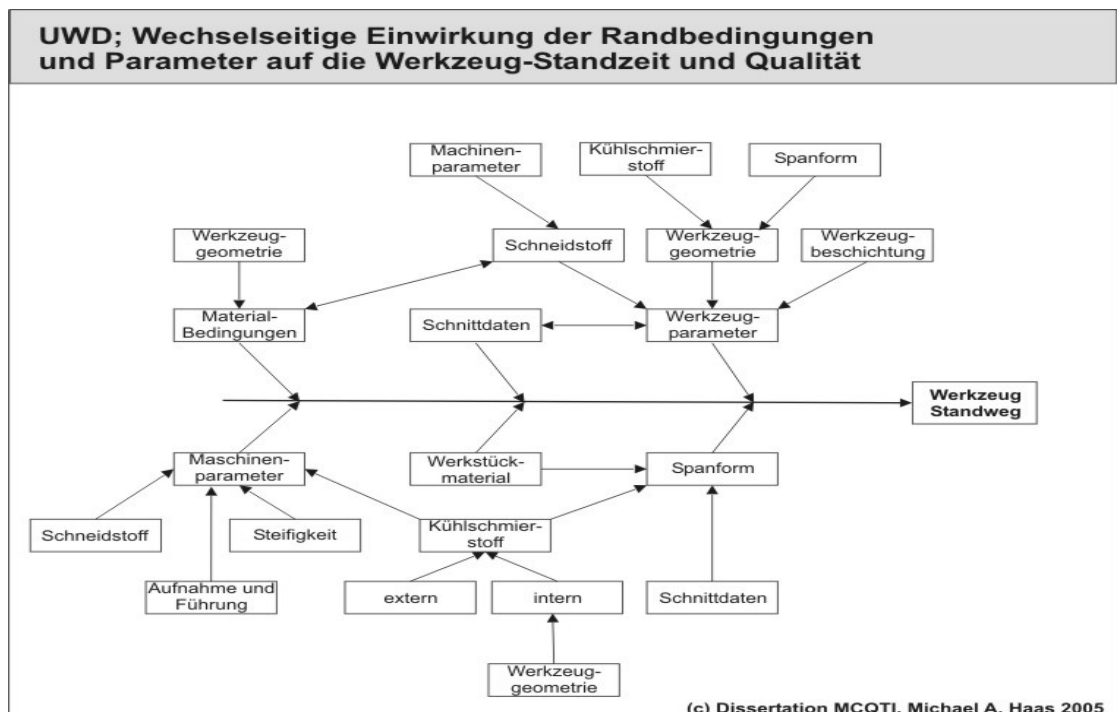 UWD; Wechselseitige Einwirkung der Randbedingungen
und Parameter auf die Werkzeug-Standzeit und Qualität
Machinen-
parameter
Kühlschmier-
stoff
Spanform
Werkzeug-
geometrie
Schneidstoff
Werkzeug-
geometrie
Werkzeug-
beschichtung
Material-
Bedingungen
Schnittdaten
Werkzeug-
parameter
Werkzeug
Standweg
Maschinen-
parameter
Werkstück-
material
Spanform
Schneidstoff
Steifigkeit
Kühlschmier-
stoff
Aufnahme und
Führung
extern
intern
Schnittdaten
Werkzeug-
geometrie
(c) Dissertation MCQTI, Michael A. Haas 2005